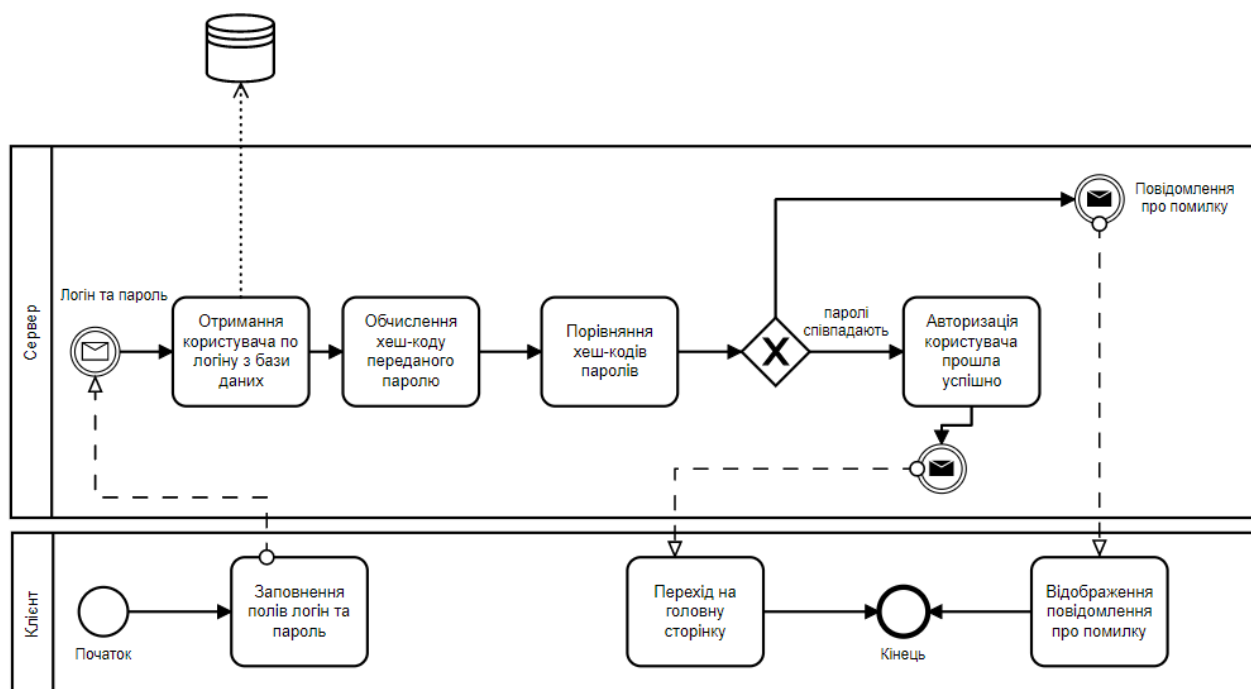 Сервер
Повідомлення
про помилку
Логін та пароль
Отримання
користувача по
логіну з бази
даних
Обчислення
хеш-коду
переданого
паролю
Порівняння
хеш-кодів
паролів
X
паролі
співпадають
Авторизація
користувача
прошла
успішно
Клієнт
Початок
Заповнення
полів логін та
пароль
Перехід на
головну
сторінку
Кінець
Відображення
повідомлення
про помилку